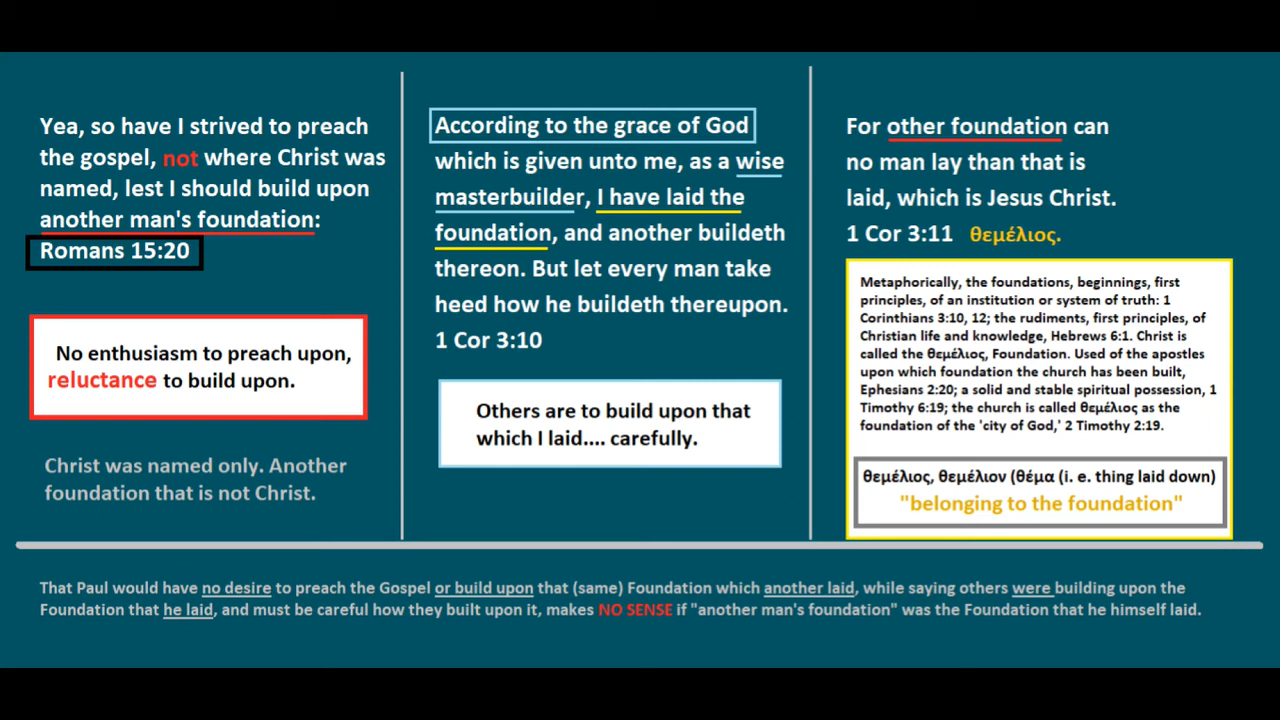 Yea, so have I strived to preach
the gospel, not where Christ was
named, lest I should build upon
another man's foundation:
Romans 15:20
No enthusiasm to preach upon,
reluctance to build upon.
Christ was named only. Another
foundation that is not Christ.
According to the grace of God
which is given unto me, as a wise
masterbuilder, I have laid the
foundation, and another buildeth
thereon. But let every man take
heed how he buildeth thereupon.
1 Cor 3:10
Others are to build upon that
which I laid.... carefully.
For other foundation can
no man lay than that is
laid, which is Jesus Christ.
1 Cor 3:11 θεμέλιος.
Metaphorically, the foundations, beginnings, first
principles, of an institution or system of truth: 1
Corinthians 3:10, 12; the rudiments, first principles, of
Christian life and knowledge, Hebrews 6:1. Christ is
called the θεμέλιος, Foundation. Used of the apostles
upon which foundation the church has been built,
Ephesians 2:20; a solid and stable spiritual possession, 1
Timothy 6:19; the church is called θεμέλιος as the
foundation of the 'city of God,' 2 Timothy 2:19.
θεμέλιος, θεμέλιον (θέμα (i. e. thing laid down)
"belonging to the foundation"
That Paul would have no desire to preach the Gospel or build upon that (same) Foundation which another laid, while saying others were building upon the
Foundation that he laid, and must be careful how they built upon it, makes NO SENSE if "another man's foundation" was the Foundation that he himself laid.